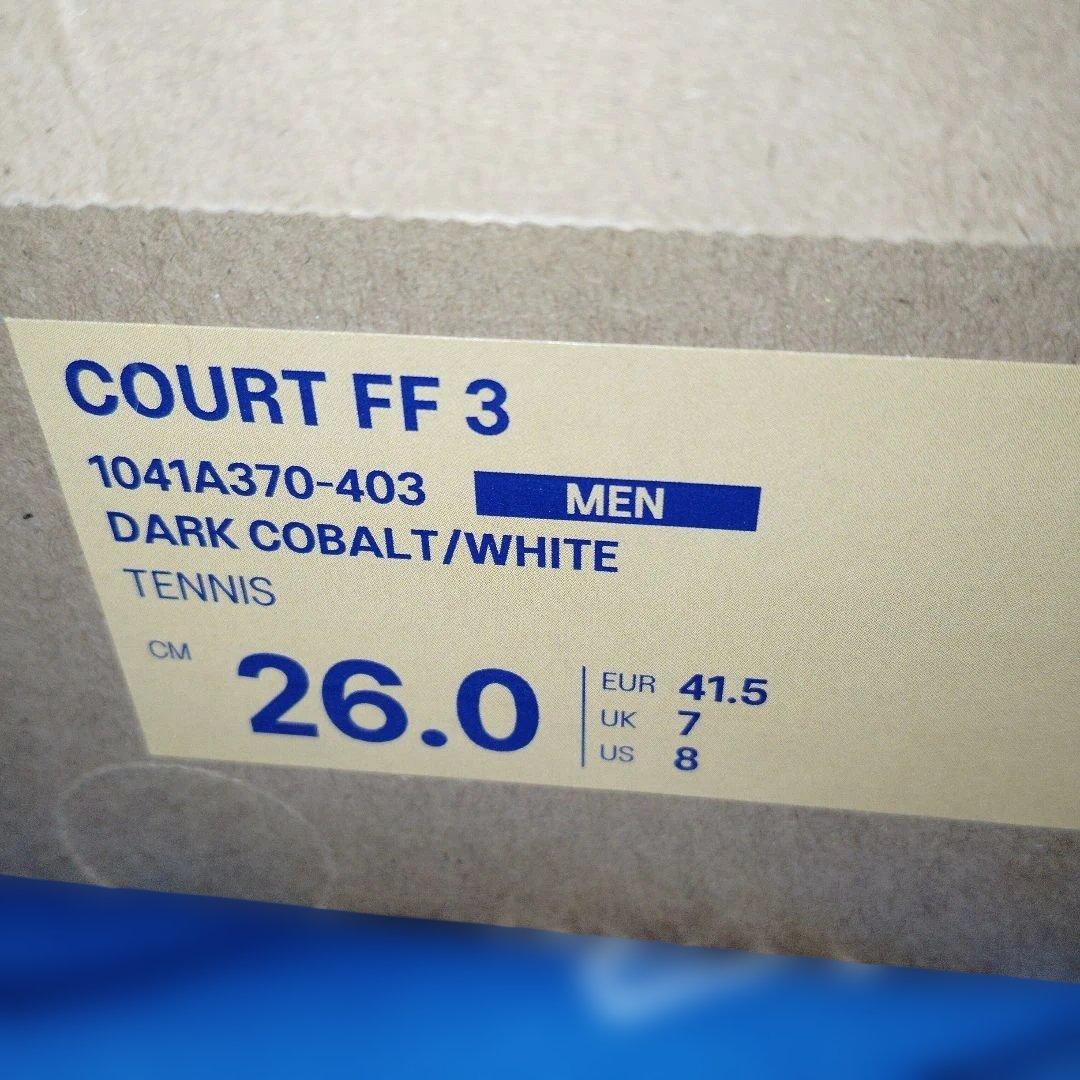 COURT FF 3
1041A370-403 MEN
DARK COBALT/WHITE
TENNIS
CM 26.0
EUR 41.5
UK 7
US 8